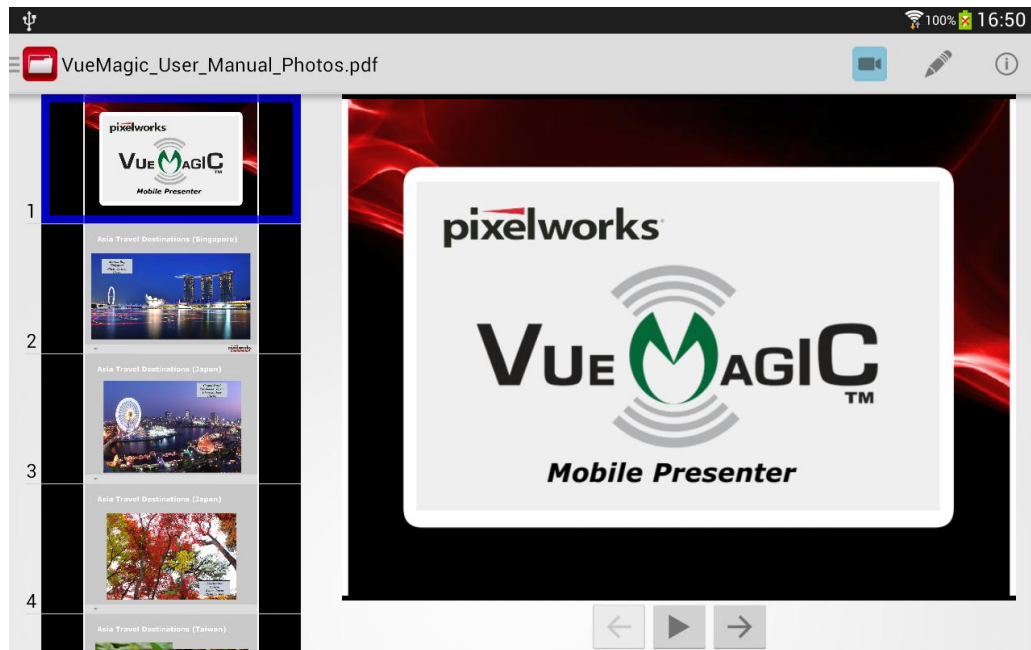 100% 16:50
VueMagic_User_Manual_Photos.pdf
pixelworks
VUEMAGIC
TM
Mobile Presenter
1
Asia Travel Destinations (Singapore)
2
Asia Travel Destinations (Japan)
3
Asia Travel Destinations (Japan)
4
Asia Travel Destinations (Taiwan)
pixelworks
VUEMAGIC
TM
Mobile Presenter